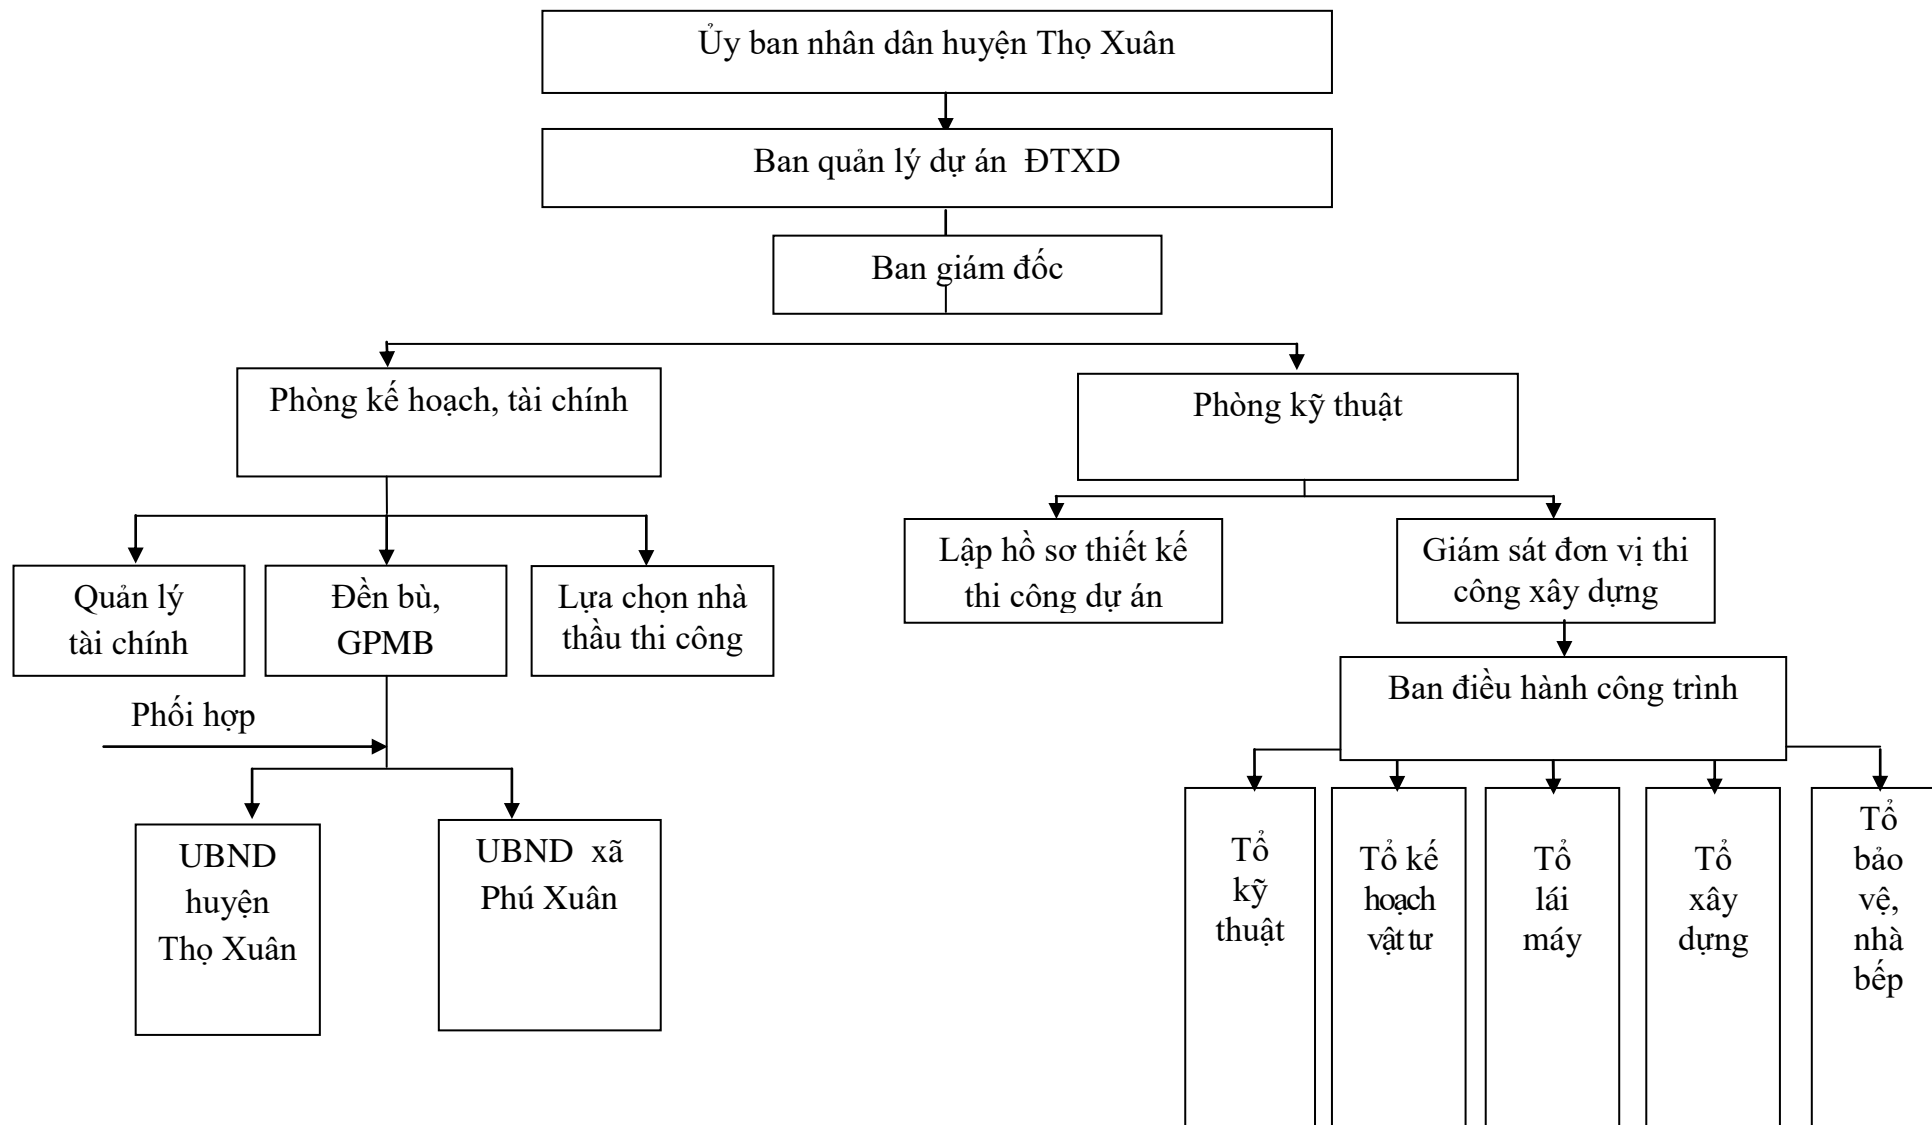 Ủy ban nhân dân huyện Thọ Xuân
Ban quản lý dự án ĐTXD
Ban giám đốc
Phòng kế hoạch, tài chính
Phòng kỹ thuật
Quản lý
tài chính
Đền bù,
GPMB
Lựa chọn nhà
thầu thi công
Lập hồ sơ thiết kế
thi công dự án
Giám sát đơn vị thi
công xây dựng
Phối hợp
Ban điều hành công trình
UBND
huyện
Thọ Xuân
UBND xã
Phú Xuân
Tổ
kỹ
thuật
Tổ kế
hoạch
vật tư
Tổ
lái
máy
Tổ
xây
dựng
Tổ
bảo
vệ,
nhà
bếp